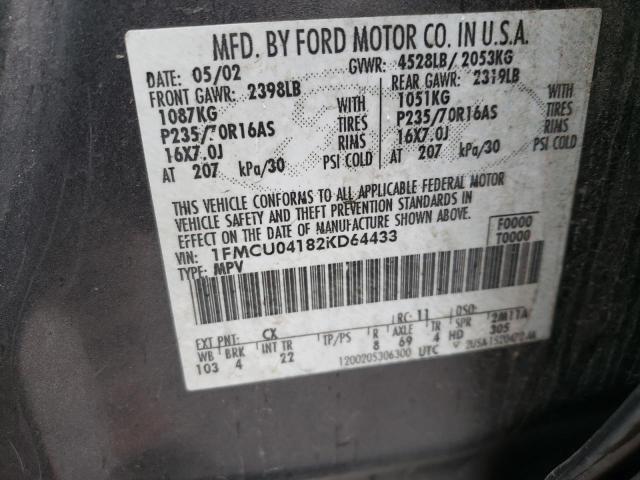 MFD. BY FORD MOTOR CO. IN U.S.A.
DATE: 05/02 GVWR: 4528LB/ 2053KG
FRONT GAWR: 2398LB REAR GAWR: 2319LB
1087KG WITH 1051KG WITH
P235/70R16AS TIRES P235/70R16AS TIRES
16X7.0J RIMS 16X7.0J RIMS
AT 207 kPa/30 PSI COLD AT 207 kPa/30 PSI COLD
THIS VEHICLE CONFORMS TO ALL APPLICABLE FEDERAL MOTOR
VEHICLE SAFETY AND THEFT PREVENTION STANDARDS IN
EFFECT ON THE DATE OF MANUFACTURE SHOWN ABOVE.
VIN: 1FMCU04182KD64433 F0000
TYPE: MPV T0000
EXT PNT: CX RC: 11 DSO:
WB BRK INT TR TP/PS R AXLE TR SPR
103 4 22 8 69 4 HD 305
1200205306300 UTC